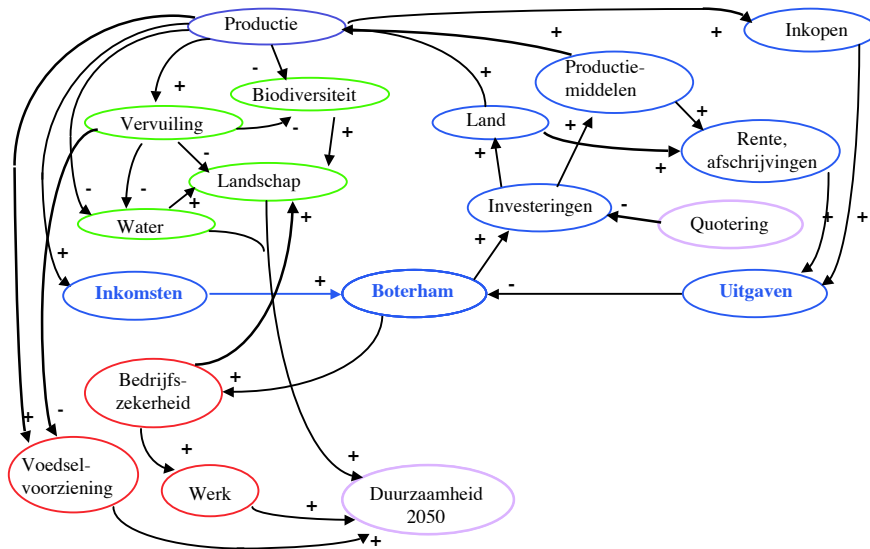 Productie
Inkopen
+
+
+
-
+
Productie-
middelen
Biodiversiteit
+
Land
Vervuiling
-
+
+
+
Rente,
afschrijvingen
-
+
+
Landschap
-
-
+
Investeringen
-
Quotering
+
+
Water
+
+
+
Inkomsten
+
Boterham
-
Uitgaven
Bedrijfs-
zekerheid
+
+
-
+
+
Voedsel-
voorziening
Werk
+
Duurzaamheid
2050
+